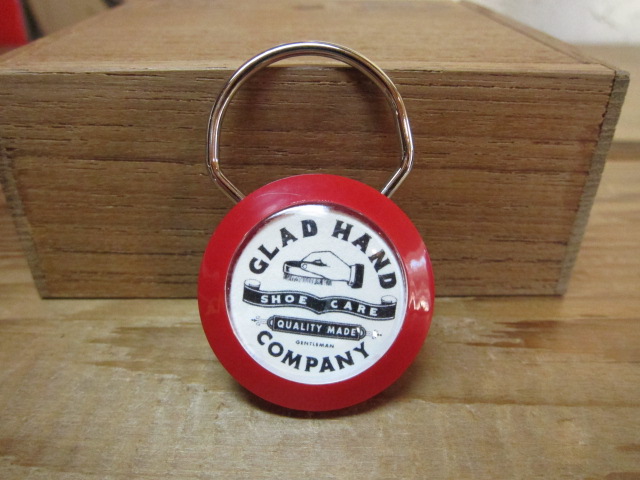 GLAD HAND
SHOE CARE
QUALITY MADE
GENTLEMAN
COMPANY